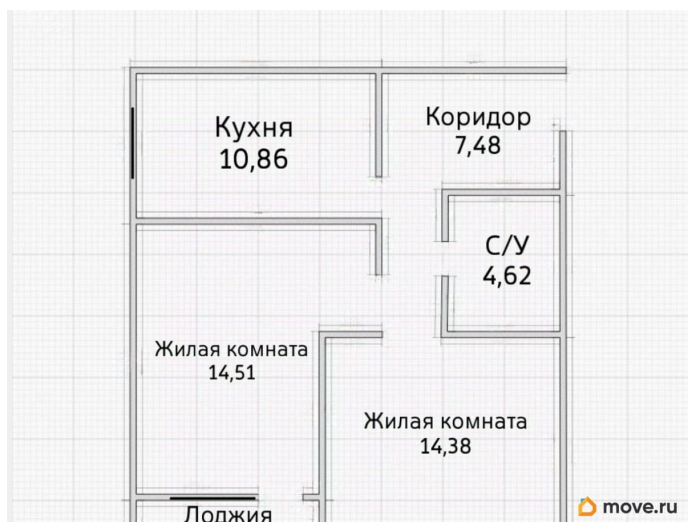 Кухня
10,86
Коридор
7,48
С/У
4,62
Жилая комната
14,51
Жилая комната
14,38
Лоджия
move.ru